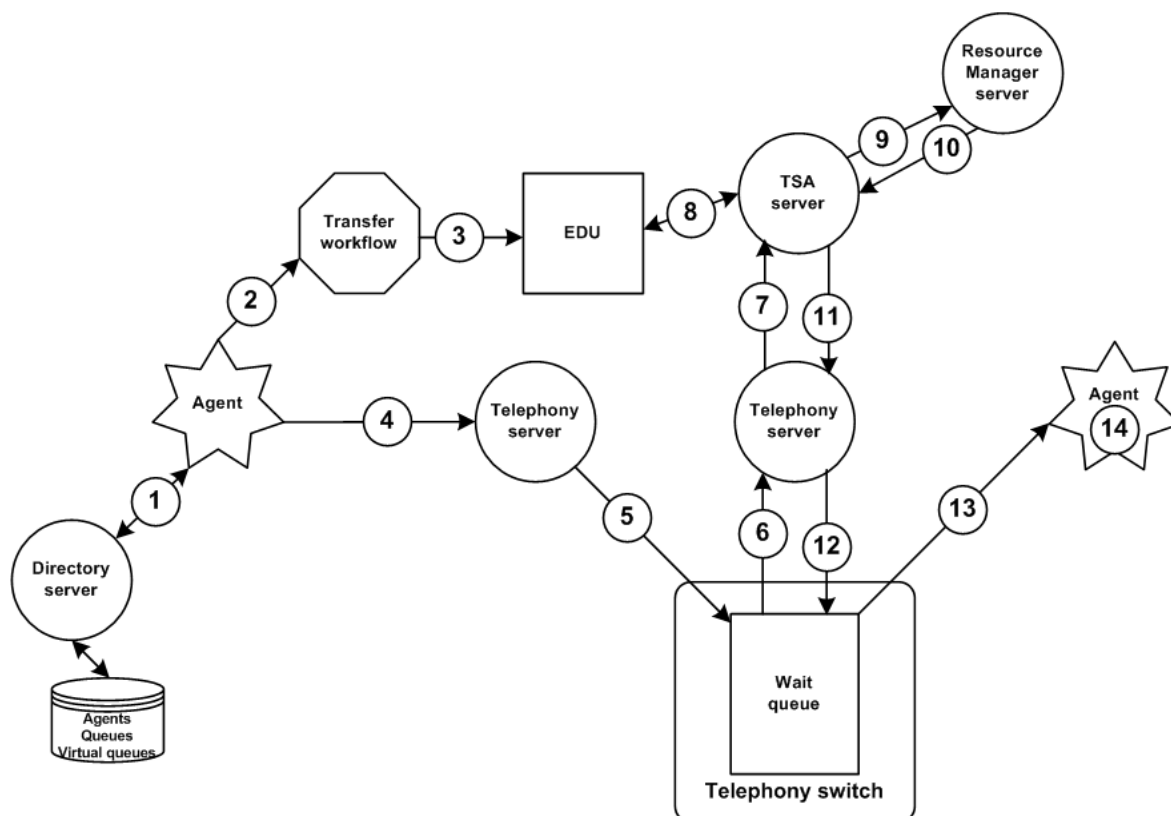 Resource
Manager
server
9
10
TSA
server
8
Transfer
workflow
3
EDU
2
7
11
Agent
4
Telephony
server
Telephony
server
Agent
14
1
5
6
12
13
Directory
server
Wait
queue
Agents
Queues
Virtual queues
Telephony switch